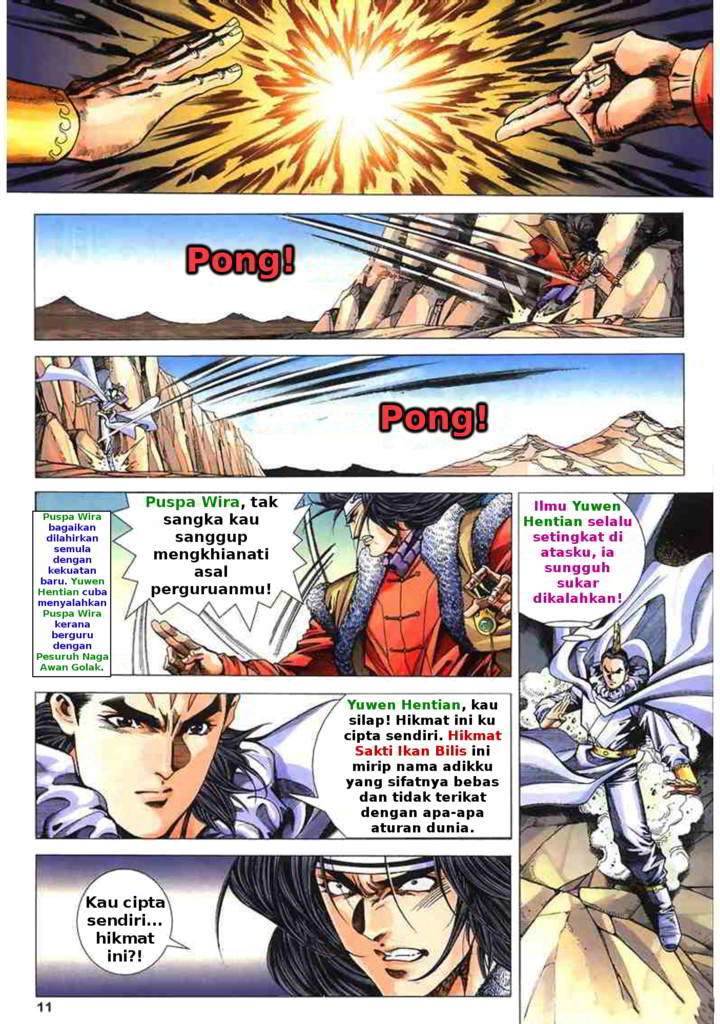 Pong!
Pong!
Puspa Wira
bagaikan
dilahirkan
semula
dengan
kekuatan
baru. Yuwen
Hentian cuba
menyalahkan
Puspa Wira
kerana
berguru
dengan
Pesuruh Naga
Awan Golak.
Puspa Wira, tak
sangka kau
sanggup
mengkhianati
asal
perguruanmu!
Ilmu Yuwen
Hentian selalu
setingkat di
atasku, ia
sungguh
sukar
dikalahkan!
Yuwen Hentian, kau
silap! Hikmat ini ku
cipta sendiri. Hikmat
Sakti Ikan Bilis ini
mirip nama adikku
yang sifatnya bebas
dan tidak terikat
dengan apa-apa
aturan dunia.
Kau cipta
sendiri...
hikmat
ini?!
11